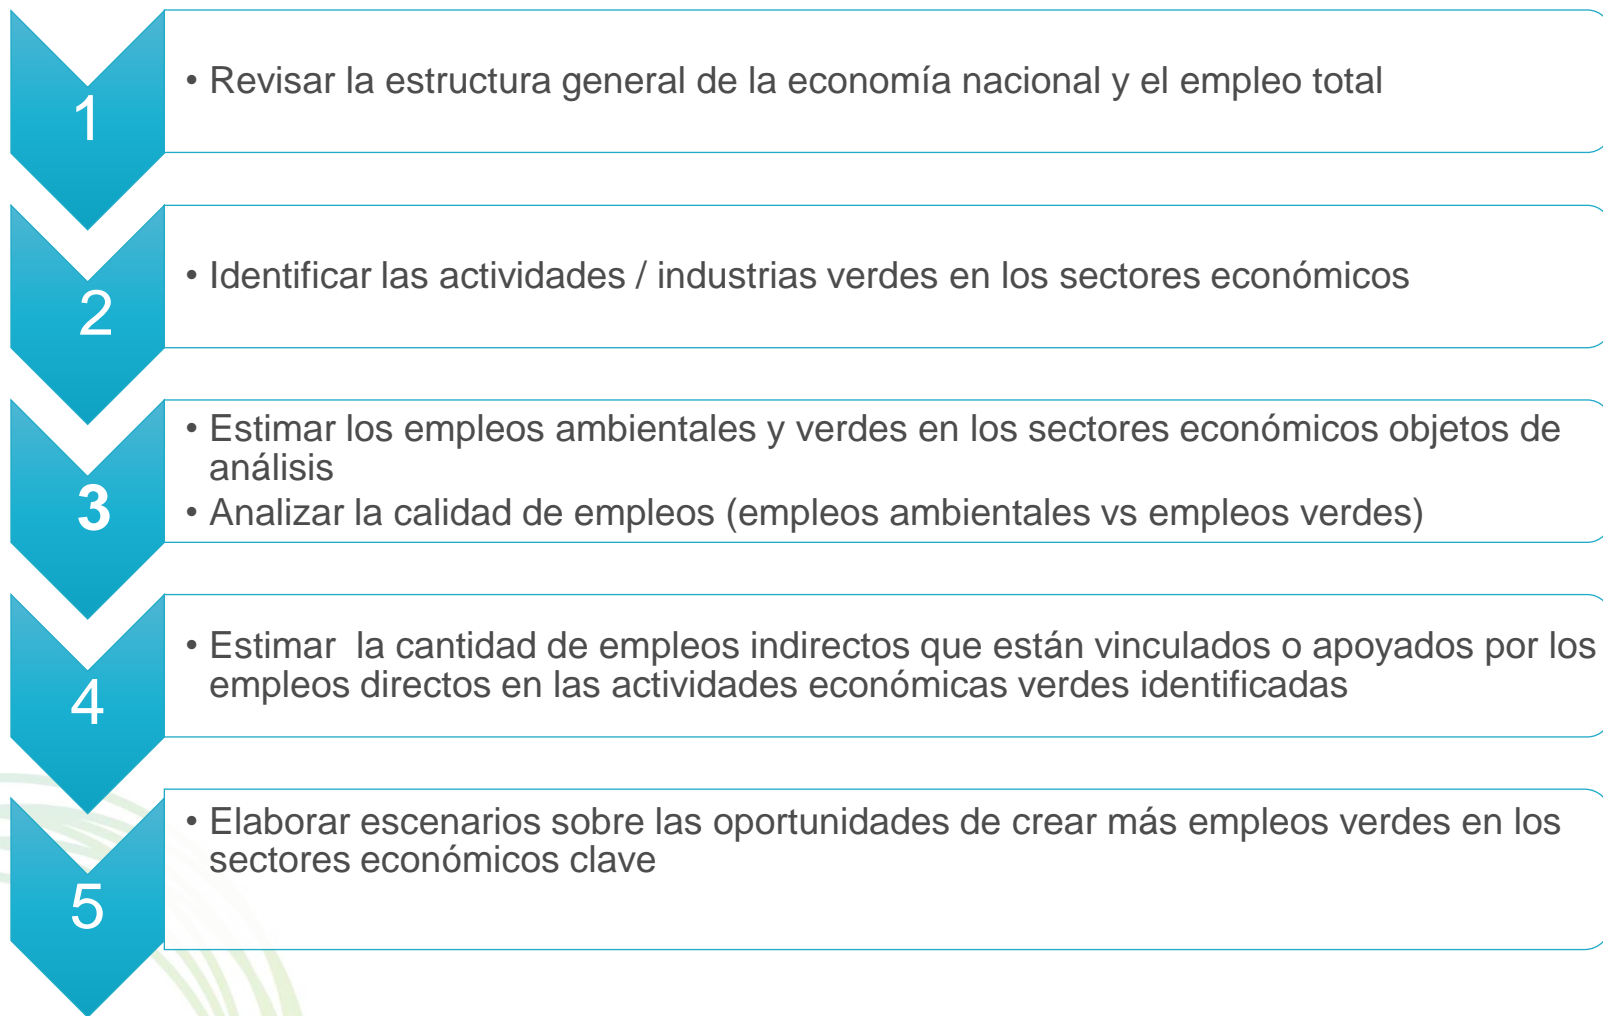 1
• Revisar la estructura general de la economía nacional y el empleo total
2
• Identificar las actividades / industrias verdes en los sectores económicos
3
• Estimar los empleos ambientales y verdes en los sectores económicos objetos de
análisis
• Analizar la calidad de empleos (empleos ambientales vs empleos verdes)
4
• Estimar  la cantidad de empleos indirectos que están vinculados o apoyados por los
empleos directos en las actividades económicas verdes identificadas
5
• Elaborar escenarios sobre las oportunidades de crear más empleos verdes en los
sectores económicos clave